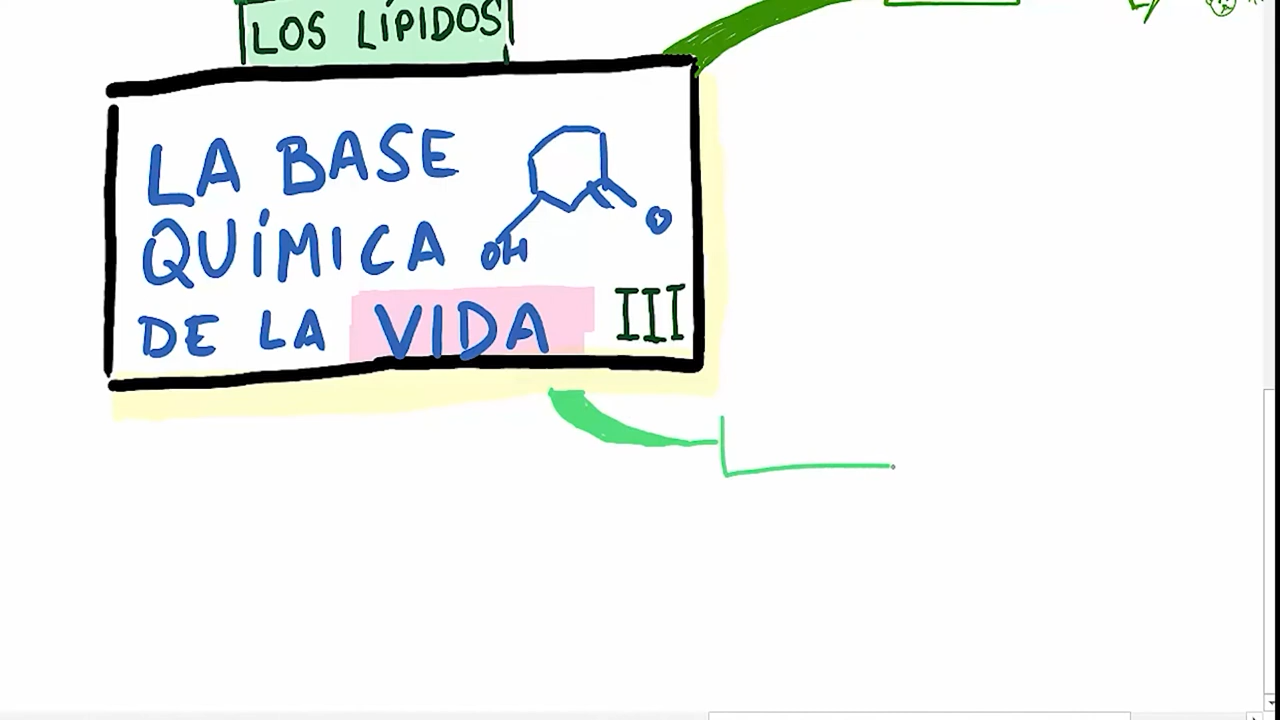 LOS LÍPIDOS
LA BASE
QUÍMICA
OH
O
DE LA VIDA
III